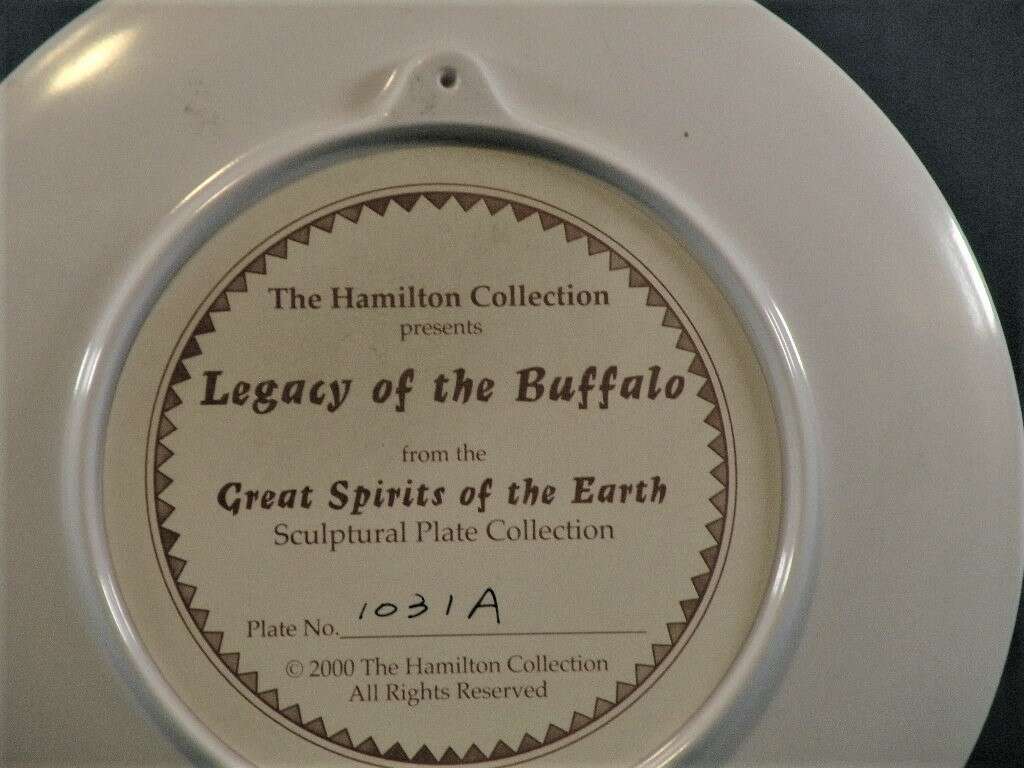 The Hamilton Collection
presents
Legacy of the Buffalo
from the
Great Spirits of the Earth
Sculptural Plate Collection
Plate No. 1031A
© 2000 The Hamilton Collection
All Rights Reserved